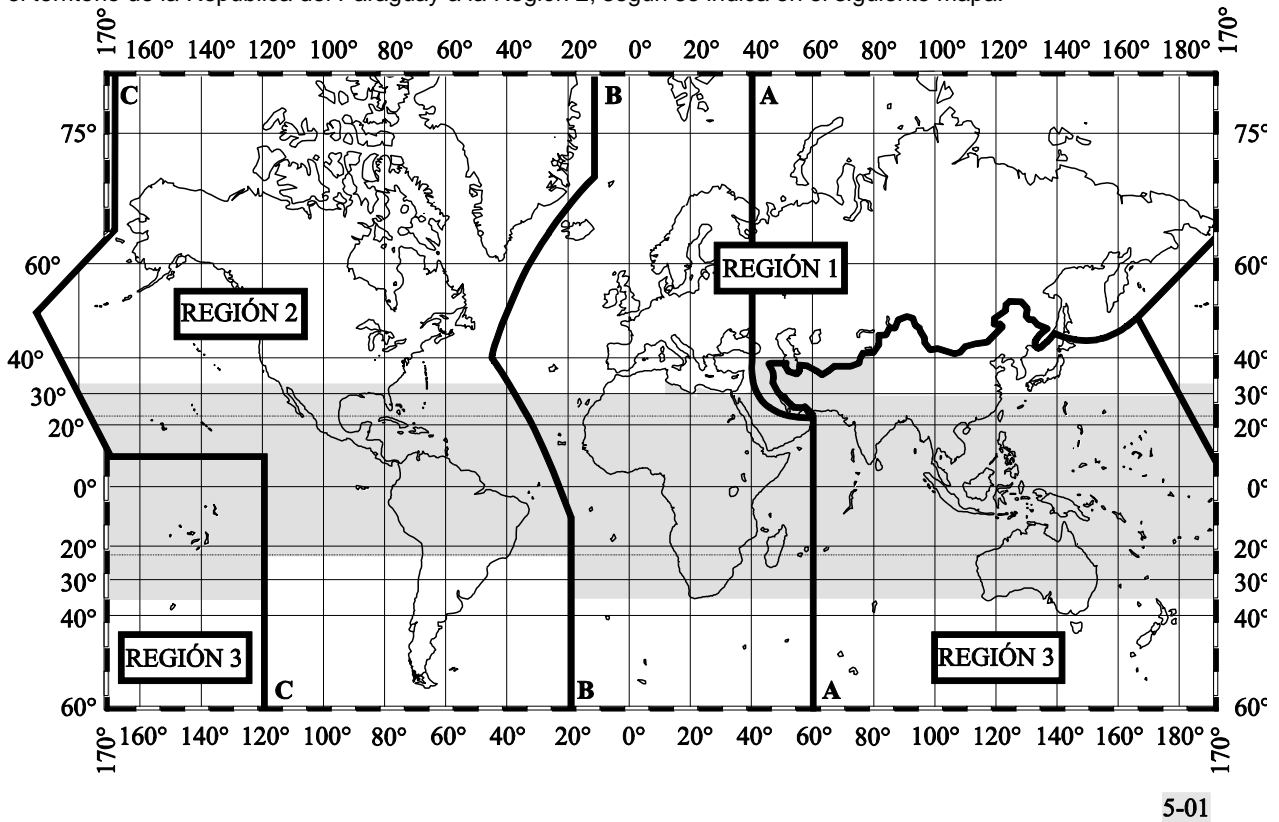 el territorio de la República del Paraguay a la Región 2, según se indica en el siguiente mapa:
170° 160° 140° 120° 100° 80° 60° 40° 20° 0° 20° 40° 60° 80° 100° 120° 140° 160° 180° 170°
C B A
75° 75°
60° 60°
REGIÓN 1
REGIÓN 2
40° 40°
30° 30°
20° 20°
0° 0°
20° 20°
30° 30°
40° 40°
REGIÓN 3 REGIÓN 3
C B A
60° 60°
170° 160° 140° 120° 100° 80° 60° 40° 20° 0° 20° 40° 60° 80° 100° 120° 140° 160° 180° 170°
5-01